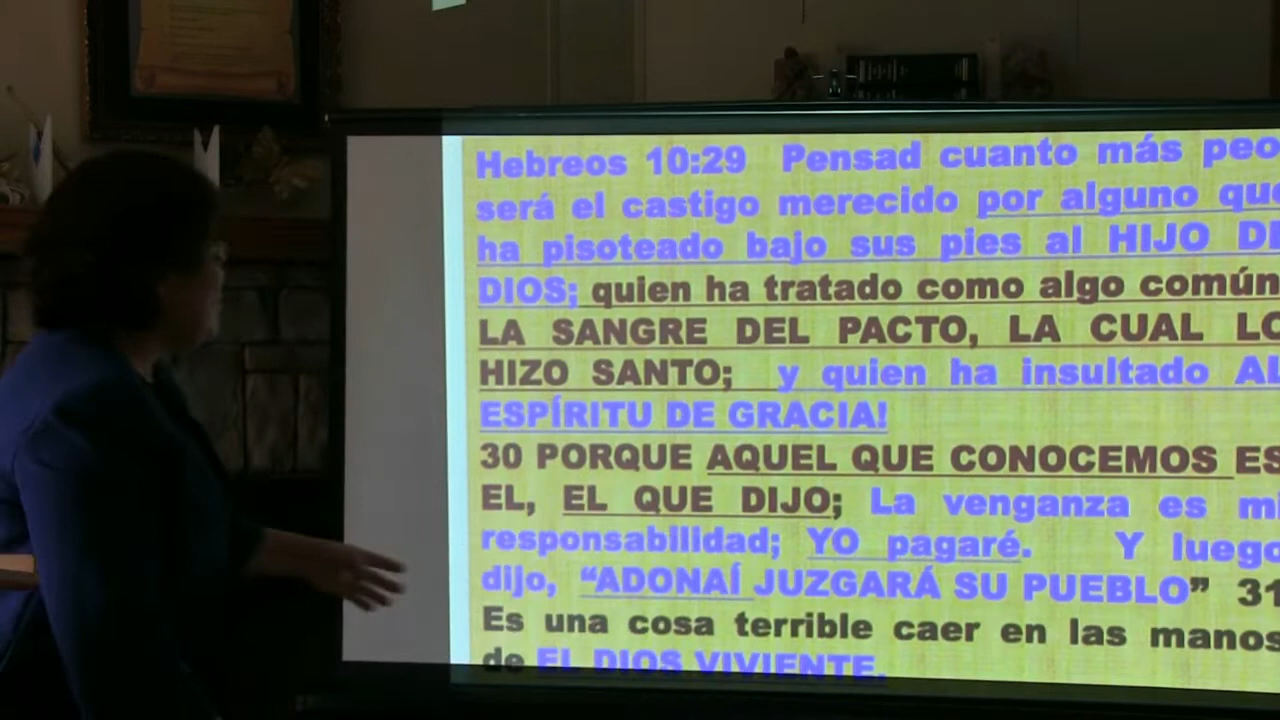 Hebreos 10:29 Pensad cuanto más peo
será el castigo merecido por alguno que
ha pisoteado bajo sus pies al HIJO DE
DIOS; quien ha tratado como algo común
LA SANGRE DEL PACTO, LA CUAL LO
HIZO SANTO; y quien ha insultado AL
ESPÍRITU DE GRACIA!
30 PORQUE AQUEL QUE CONOCEMOS ES
EL, EL QUE DIJO; La venganza es mi
responsabilidad; YO pagaré. Y luego
dijo, “ADONAÍ JUZGARÁ SU PUEBLO” 31
Es una cosa terrible caer en las manos
de EL DIOS VIVIENTE.